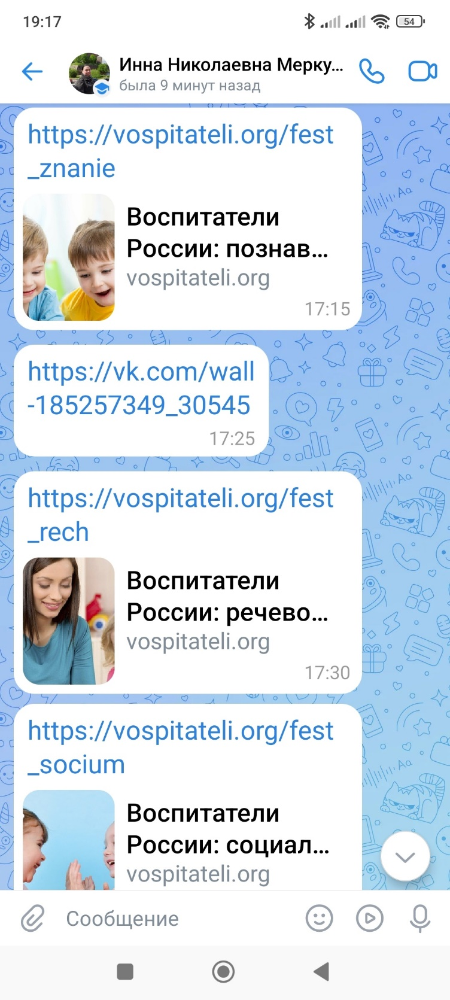 19:17
54
Инна Николаевна Мерку...
была 9 минут назад
https://vospitateli.org/fest
_znanie
Воспитатели
России: познав...
vospitateli.org
17:15
https://vk.com/wall
-185257349_30545
17:25
https://vospitateli.org/fest
_rech
Воспитатели
России: речево...
vospitateli.org
17:30
https://vospitateli.org/fest
_socium
Воспитатели
России: социал...
vospitateli.org
Сообщение